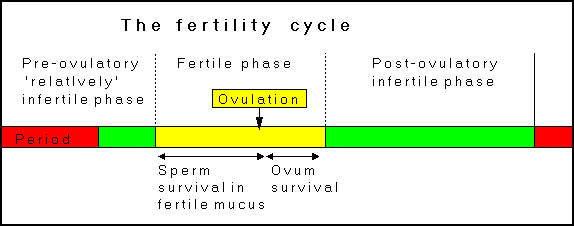 The fertility cycle
Pre-ovulatory
'relatively'
infertile phase
Fertile phase
Post-ovulatory
infertile phase
Ovulation
Period
Sperm
survival in
fertile mucus
Ovum
survival